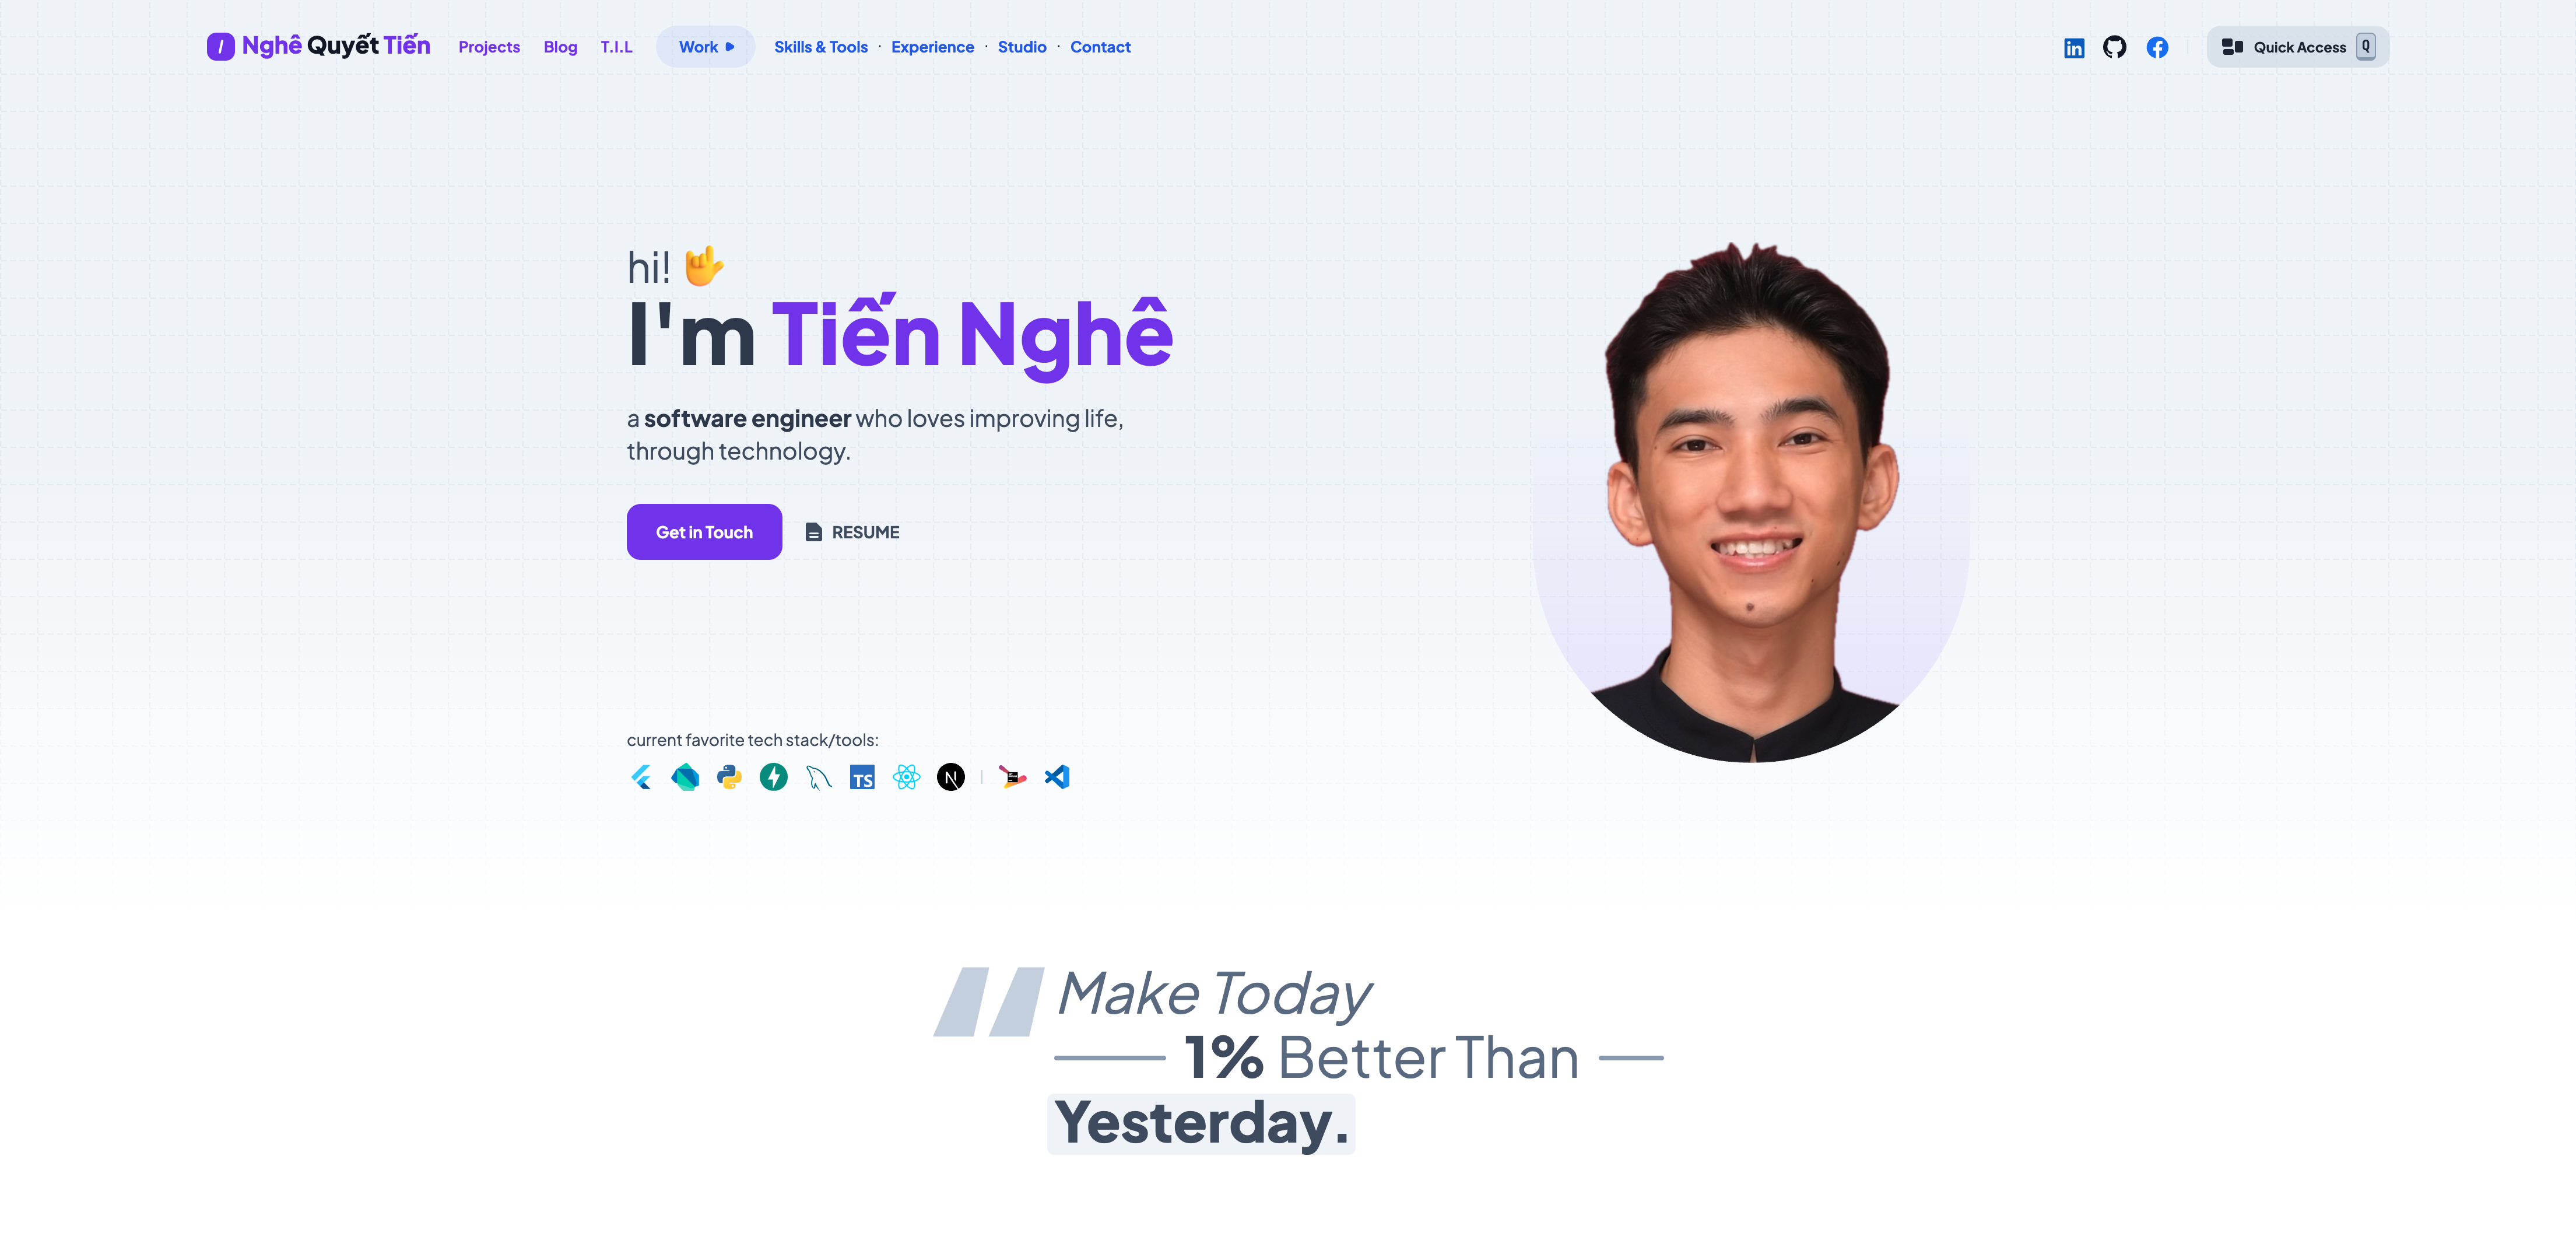 Nghê Quyết Tiến
Projects Blog T.I.L Work Skills & Tools · Experience · Studio · Contact
Quick Access Q
hi! 🤟
I'm Tiến Nghê
a software engineer who loves improving life,
through technology.
Get in Touch RESUME
current favorite tech stack/tools:
TS N
"Make Today
1% Better Than
Yesterday.